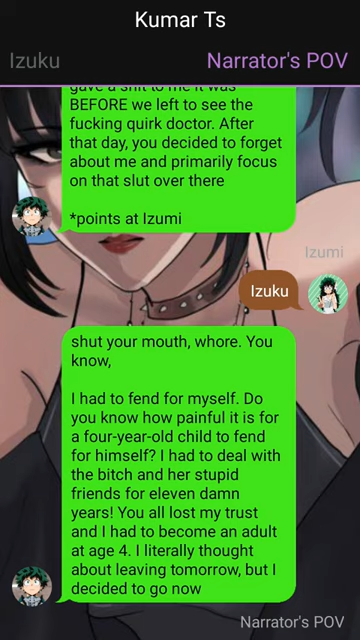 Kumar Ts
Izuku
Narrator's POV
gave a shit to me it was
BEFORE we left to see the
fucking quirk doctor. After
that day, you decided to forget
about me and primarily focus
on that slut over there
*points at Izumi
Izumi
Izuku
shut your mouth, whore. You
know,
I had to fend for myself. Do
you know how painful it is for
a four-year-old child to fend
for himself? I had to deal with
the bitch and her stupid
friends for eleven damn
years! You all lost my trust
and I had to become an adult
at age 4. I literally thought
about leaving tomorrow, but I
decided to go now
Narrator's POV